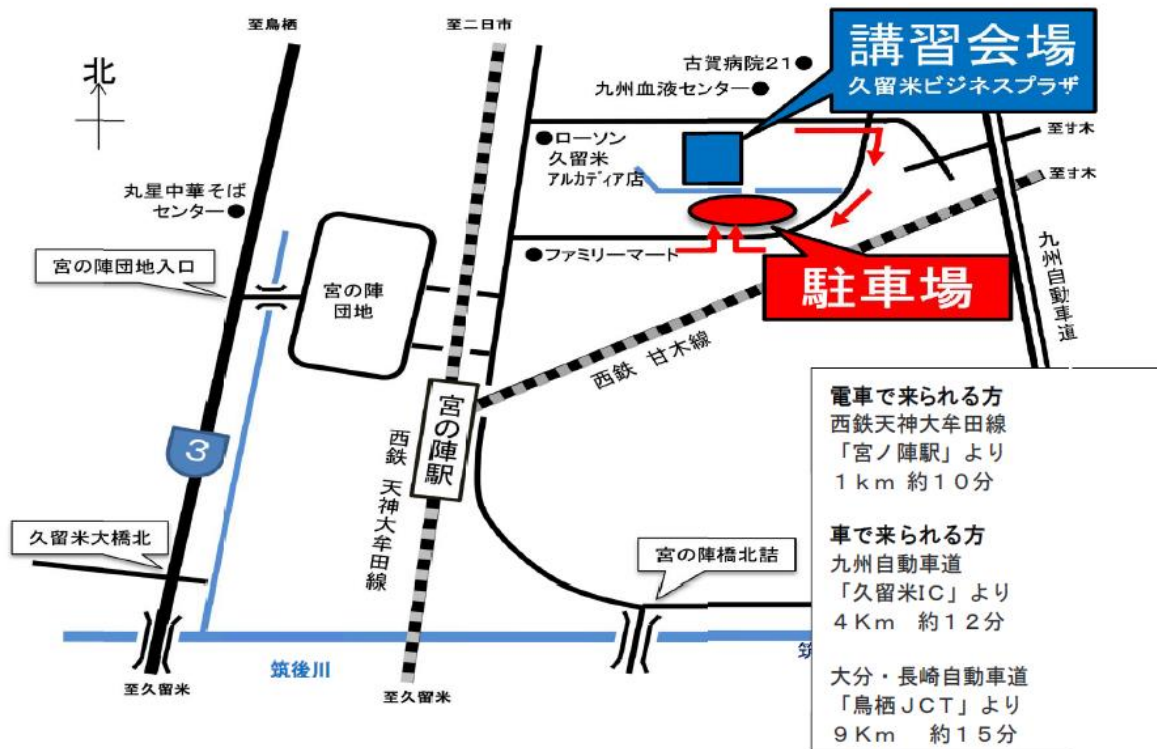 至鳥栖
至二日市
北
講習会場
久留米ビジネスプラザ
古賀病院21
九州血液センター
ローソン
久留米
アルカディア店
至甘木
至甘木
丸星中華そば
センター
宮の陣団地入口
宮の陣
団地
ファミリーマート
駐車場
九州自動車道
西鉄 甘木線
宮の陣駅
西鉄 天神大牟田線
3
久留米大橋北
宮の陣橋北詰
筑後川
筑
至久留米
至久留米
電車で来られる方
西鉄天神大牟田線
「宮ノ陣駅」より
1km 約10分
車で来られる方
九州自動車道
「久留米IC」より
4Km 約12分
大分・長崎自動車道
「鳥栖JCT」より
9Km 約15分